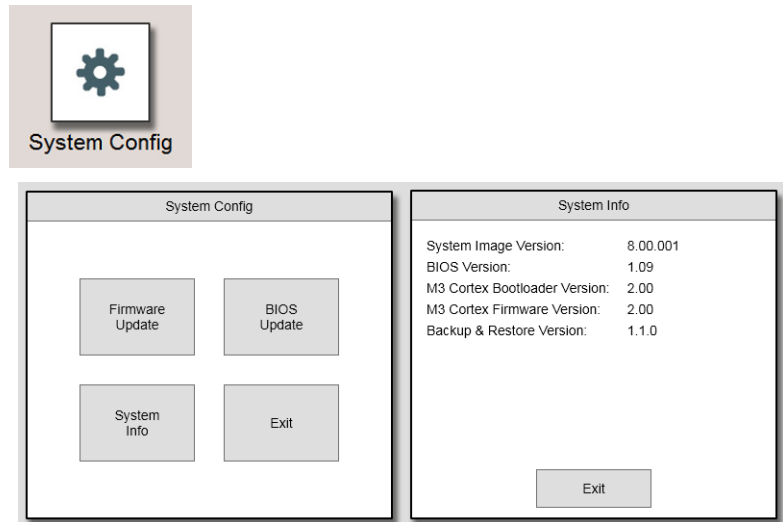 System Config
System Config
Firmware
Update
BIOS
Update
System
Info
Exit
System Info
System Image Version: 8.00.001
BIOS Version: 1.09
M3 Cortex Bootloader Version: 2.00
M3 Cortex Firmware Version: 2.00
Backup & Restore Version: 1.1.0
Exit